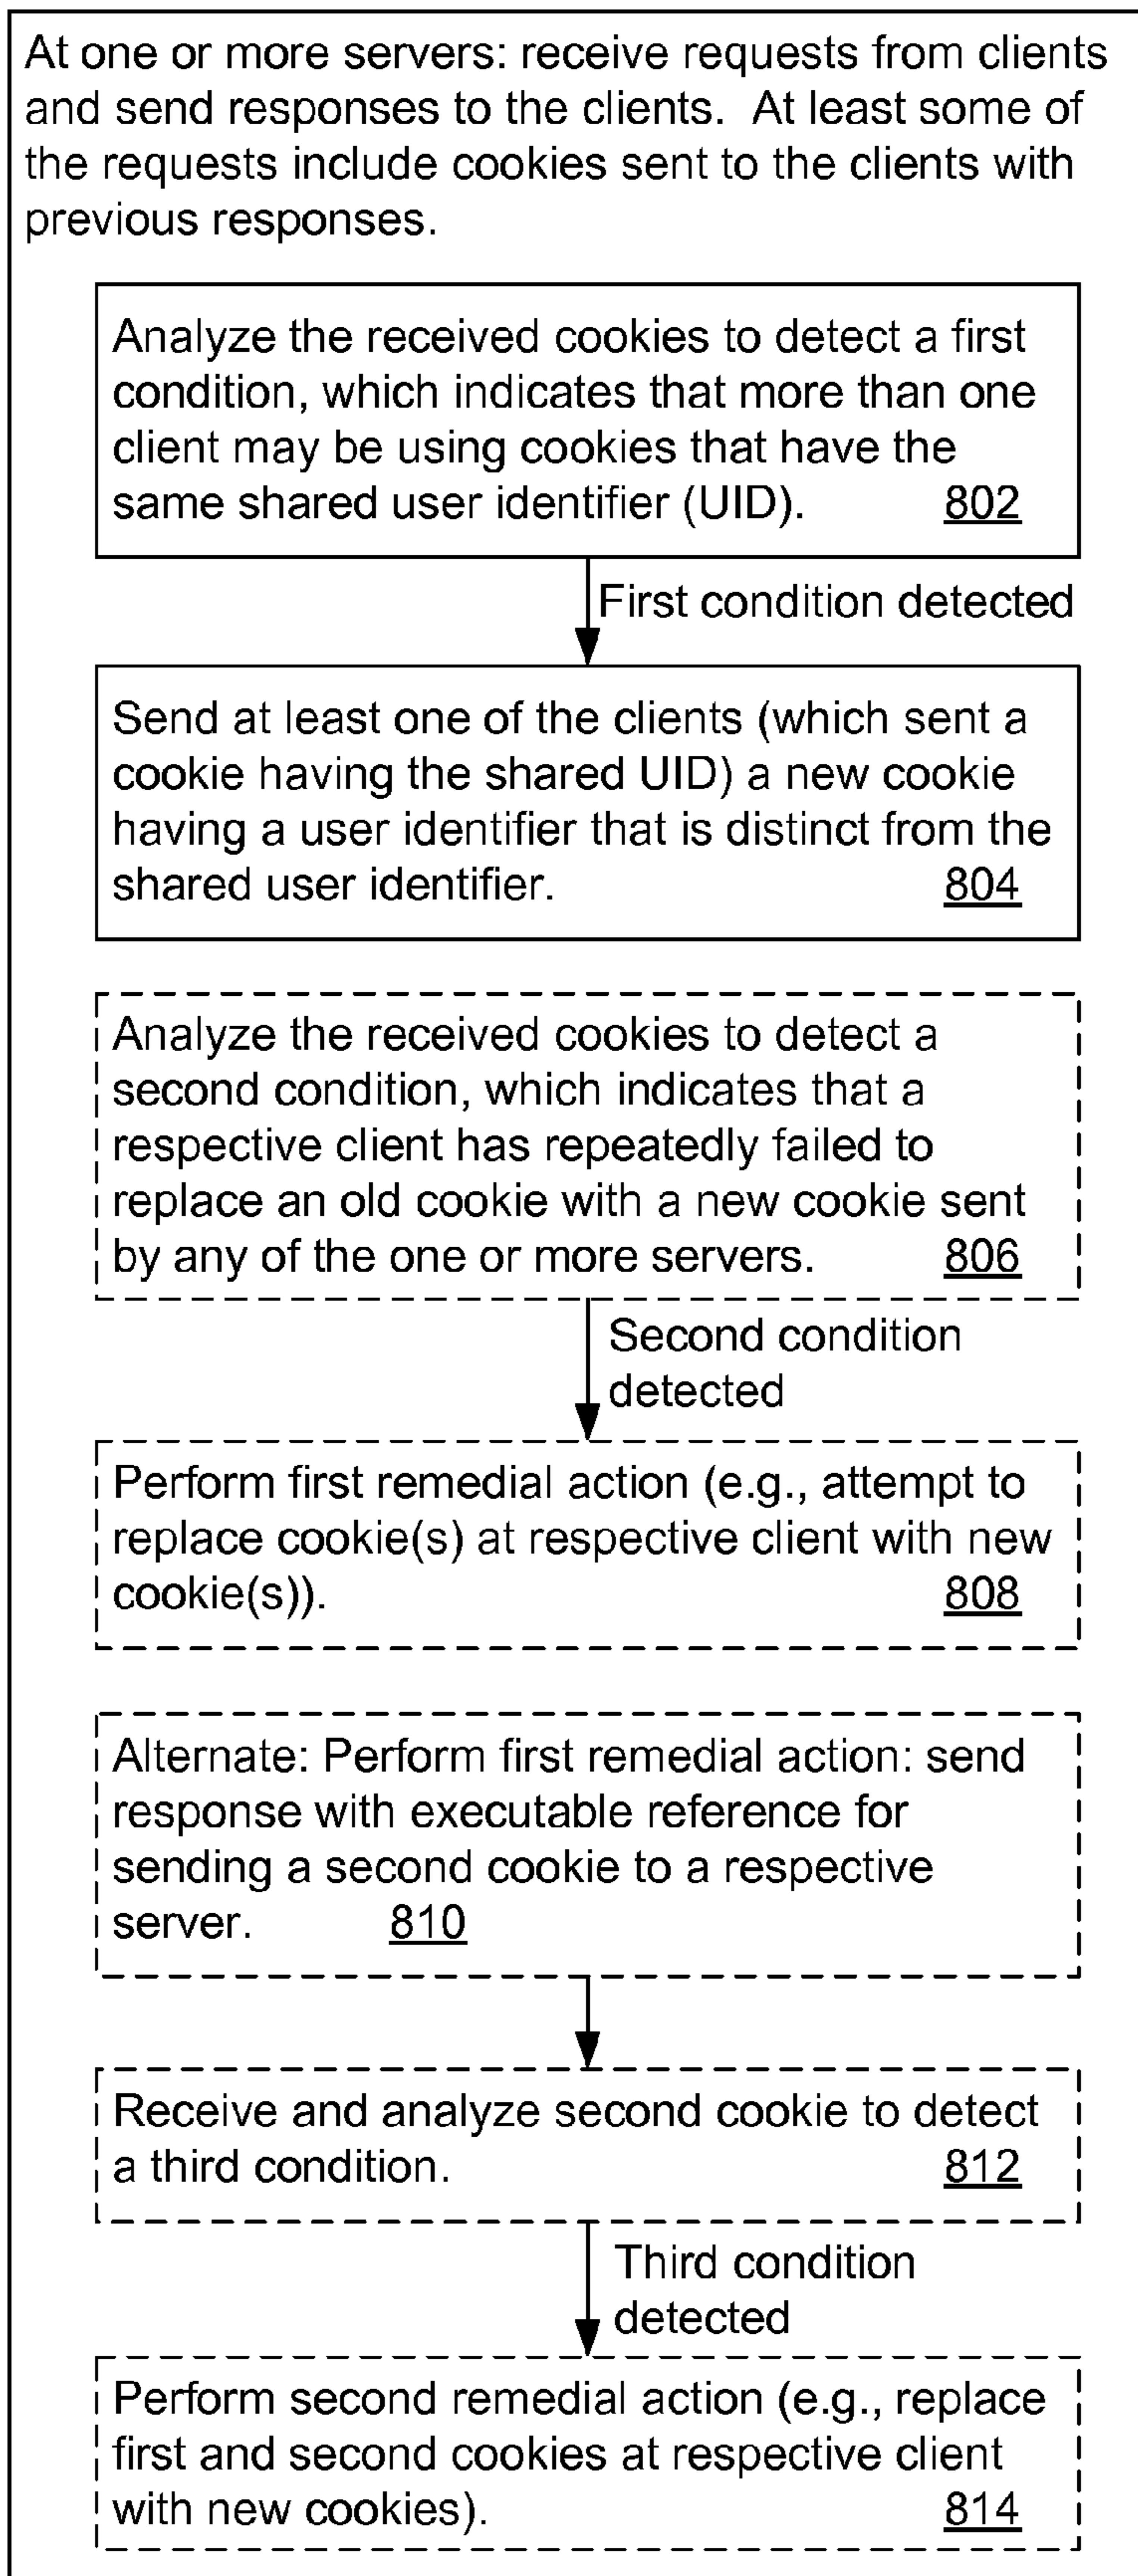 At one or more servers: receive requests from clients
and send responses to the clients.  At least some of
the requests include cookies sent to the clients with
previous responses.
Analyze the received cookies to detect a first
condition, which indicates that more than one
client may be using cookies that have the
same shared user identifier (UID). 802
First condition detected
Send at least one of the clients (which sent a
cookie having the shared UID) a new cookie
having a user identifier that is distinct from the
shared user identifier. 804
Analyze the received cookies to detect a
second condition, which indicates that a
respective client has repeatedly failed to
replace an old cookie with a new cookie sent
by any of the one or more servers. 806
Second condition
detected
Perform first remedial action (e.g., attempt to
replace cookie(s) at respective client with new
cookie(s)). 808
Alternate: Perform first remedial action: send
response with executable reference for
sending a second cookie to a respective
server. 810
Receive and analyze second cookie to detect
a third condition. 812
Third condition
detected
Perform second remedial action (e.g., replace
first and second cookies at respective client
with new cookies). 814